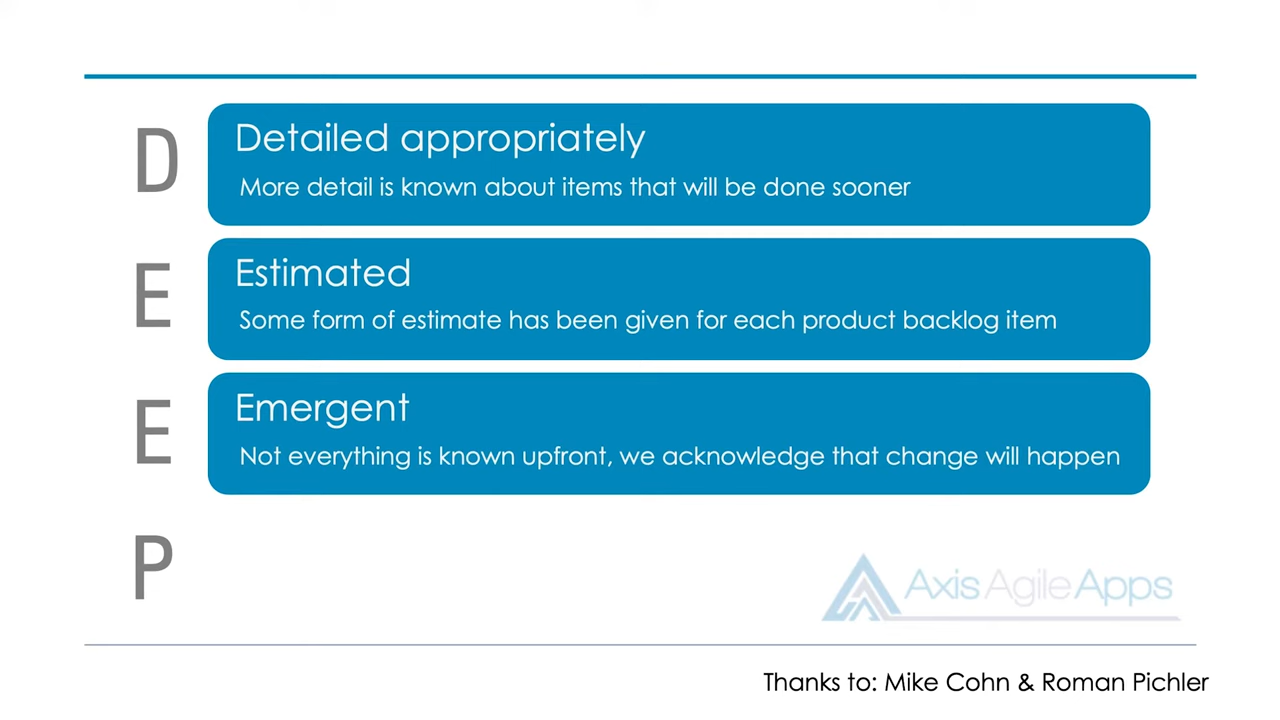 D
Detailed appropriately
More detail is known about items that will be done sooner
E
Estimated
Some form of estimate has been given for each product backlog item
E
Emergent
Not everything is known upfront, we acknowledge that change will happen
P
Axis Agile Apps
Thanks to: Mike Cohn & Roman Pichler